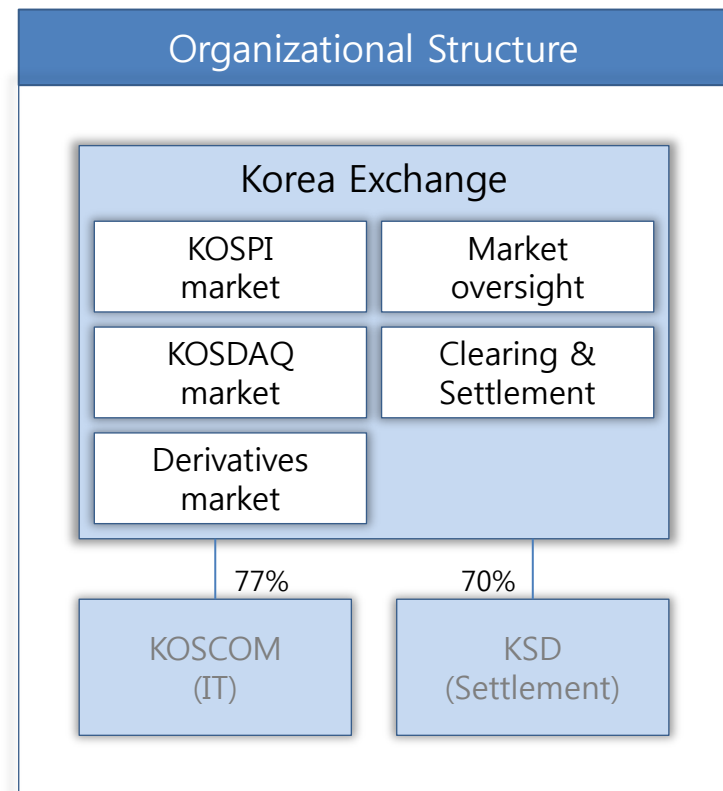 Organizational Structure
Korea Exchange
KOSPI
market
Market
oversight
KOSDAQ
market
Clearing &
Settlement
Derivatives
market
77%
70%
KOSCOM
(IT)
KSD
(Settlement)